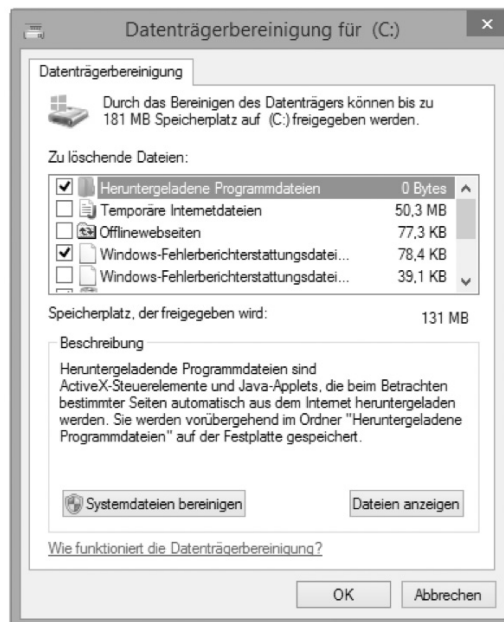 Datenträgerbereinigung für (C:)
Datenträgerbereinigung
Durch das Bereinigen des Datenträgers können bis zu
181 MB Speicherplatz auf (C:) freigegeben werden.
Zu löschende Dateien:
Heruntergeladene Programmdateien 0 Bytes
Temporäre Internetdateien 50,3 MB
Offlinewebseiten 77,3 KB
Windows-Fehlerberichterstattungsdatei... 78,4 KB
Windows-Fehlerberichterstattungsdatei... 39,1 KB
Speicherplatz, der freigegeben wird: 131 MB
Beschreibung
Heruntergeladende Programmdateien sind
ActiveX-Steuerelemente und Java-Applets, die beim Betrachten
bestimmter Seiten automatisch aus dem Internet heruntergeladen
werden. Sie werden vorübergehend im Ordner "Heruntergeladene
Programmdateien" auf der Festplatte gespeichert.
Systemdateien bereinigen Dateien anzeigen
Wie funktioniert die Datenträgerbereinigung?
OK Abbrechen